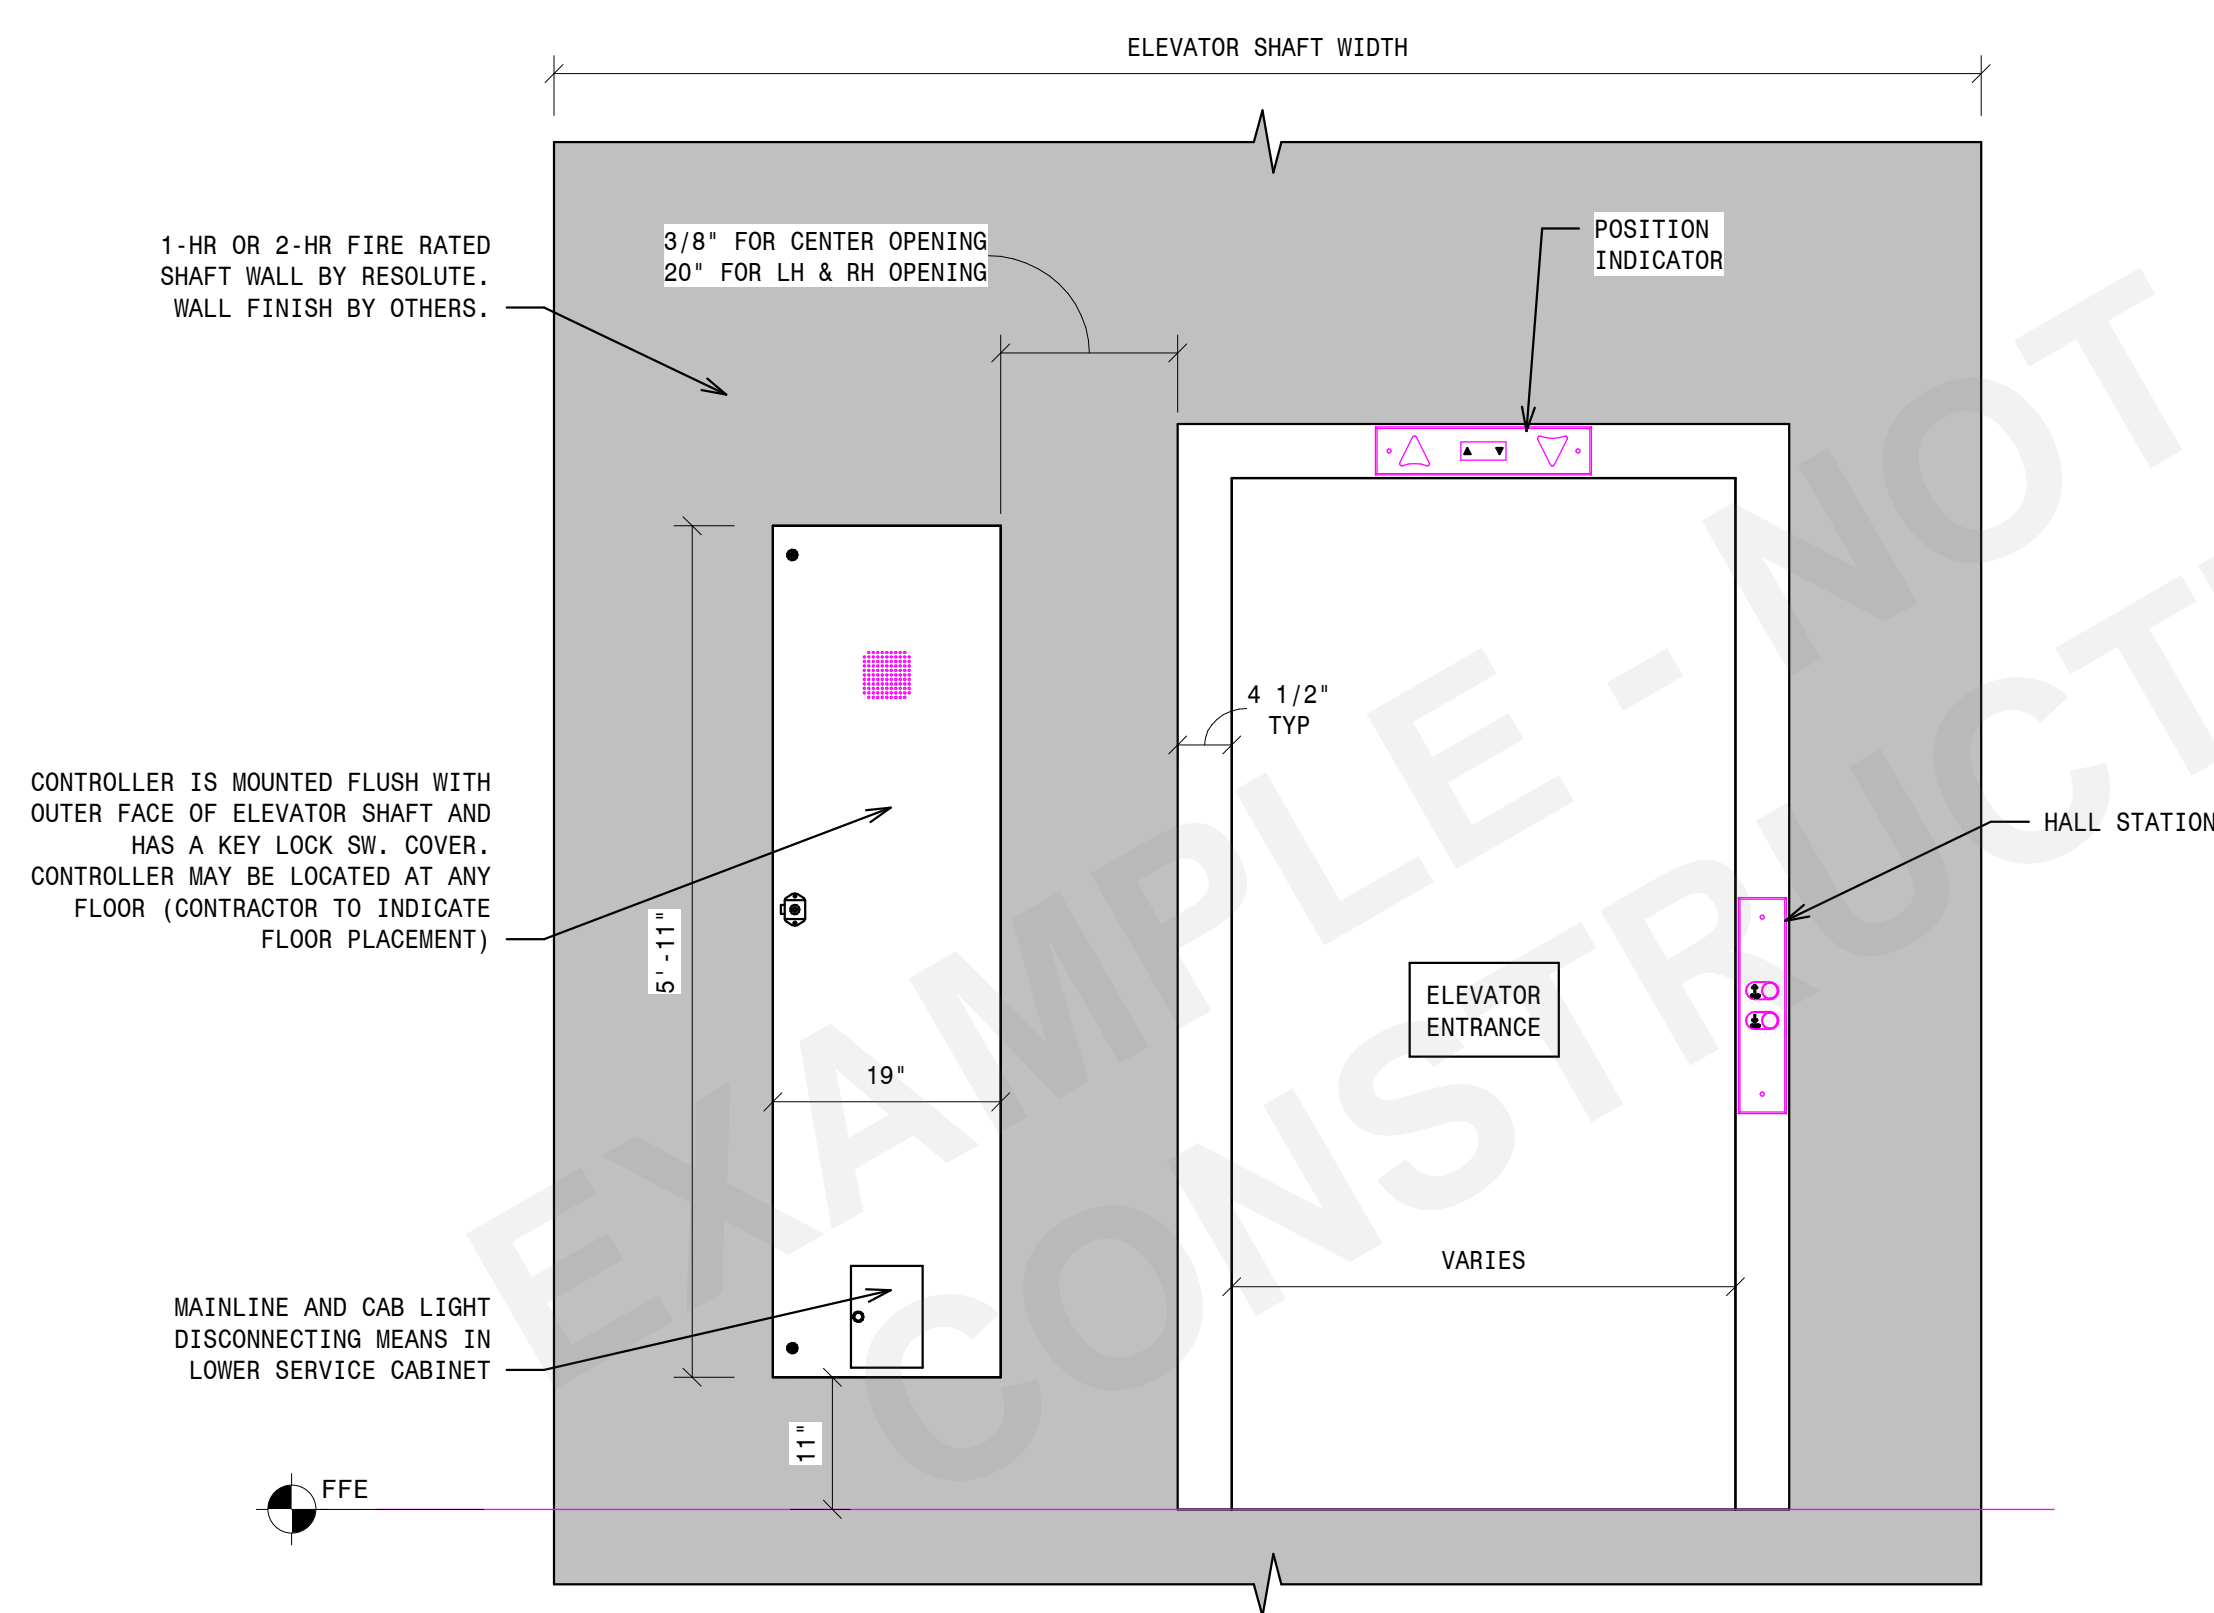 ELEVATOR SHAFT WIDTH
1-HR OR 2-HR FIRE RATED
SHAFT WALL BY RESOLUTE.
WALL FINISH BY OTHERS.
3/8" FOR CENTER OPENING
20" FOR LH & RH OPENING
POSITION
INDICATOR
4 1/2"
TYP
CONTROLLER IS MOUNTED FLUSH WITH
OUTER FACE OF ELEVATOR SHAFT AND
HAS A KEY LOCK SW. COVER.
CONTROLLER MAY BE LOCATED AT ANY
FLOOR (CONTRACTOR TO INDICATE
FLOOR PLACEMENT)
HALL STATION
5'-11"
ELEVATOR
ENTRANCE
19"
VARIES
MAINLINE AND CAB LIGHT
DISCONNECTING MEANS IN
LOWER SERVICE CABINET
11"
FFE
EXAMPLE - NOT
CONSTRUCT